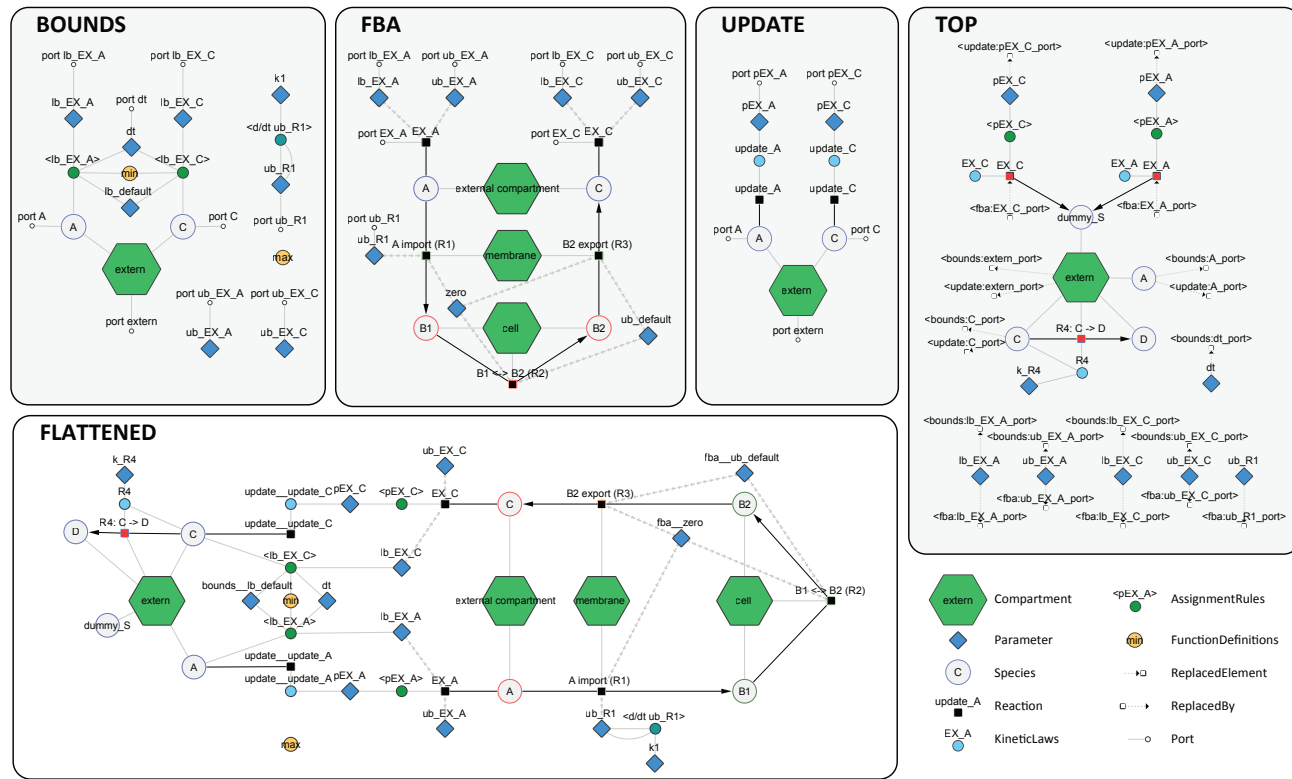 BOUNDS
port lb_EX_A
port lb_EX_C
lb_EX_A
lb_EX_C
k1
port dt
dt
<d/dt ub_R1>
<lb_EX_A>
<lb_EX_C>
min
ub_R1
lb_default
port A
A
C
port C
port ub_R1
extern
max
port ub_EX_A
port ub_EX_C
port extern
ub_EX_A
ub_EX_C
FBA
port lb_EX_A
port ub_EX_A
port lb_EX_C
port ub_EX_C
lb_EX_A
ub_EX_A
lb_EX_C
ub_EX_C
port EX_A
EX_A
port EX_C
EX_C
A
external compartment
C
port ub_R1
ub_R1
A import (R1)
membrane
B2 export (R3)
zero
B1
cell
B2
ub_default
B1 <-> B2 (R2)
UPDATE
port pEX_A
port pEX_C
pEX_A
pEX_C
update_A
update_C
update_A
update_C
port A
A
C
port C
extern
port extern
TOP
<update:pEX_C_port>
<update:pEX_A_port>
pEX_C
pEX_A
<pEX_C>
<pEX_A>
EX_C
EX_C
EX_A
EX_A
<fba:EX_C_port>
<fba:EX_A_port>
dummy_S
<bounds:extern_port>
<bounds:A_port>
extern
A
<update:extern_port>
<update:A_port>
<bounds:C_port>
<update:C_port>
C
R4: C -> D
D
<bounds:dt_port>
R4
k_R4
dt
<bounds:lb_EX_A_port>
<bounds:lb_EX_C_port>
<bounds:ub_EX_A_port>
<bounds:ub_EX_C_port>
lb_EX_A
ub_EX_A
lb_EX_C
ub_EX_C
ub_R1
<fba:ub_EX_A_port>
<fba:ub_EX_C_port>
<fba:lb_EX_A_port>
<fba:lb_EX_C_port>
<fba:ub_R1_port>
FLATTENED
k_R4
R4
R4: C -> D
D
C
update__update_C
update__update_C
pEX_C
<pEX_C>
ub_EX_C
EX_C
C
B2 export (R3)
fba__ub_default
B2
fba__zero
<lb_EX_C>
lb_EX_C
bounds__lb_default
dt
extern
min
external compartment
membrane
cell
B1 <-> B2 (R2)
dummy_S
<lb_EX_A>
lb_EX_A
A
update__update_A
update__update_A
pEX_A
<pEX_A>
EX_A
A
A import (R1)
B1
ub_EX_A
ub_R1
<d/dt ub_R1>
max
k1
extern
Compartment
<pEX_A>
AssignmentRules
Parameter
min
FunctionDefinitions
C
Species
ReplacedElement
update_A
Reaction
ReplacedBy
EX_A
KineticLaws
Port